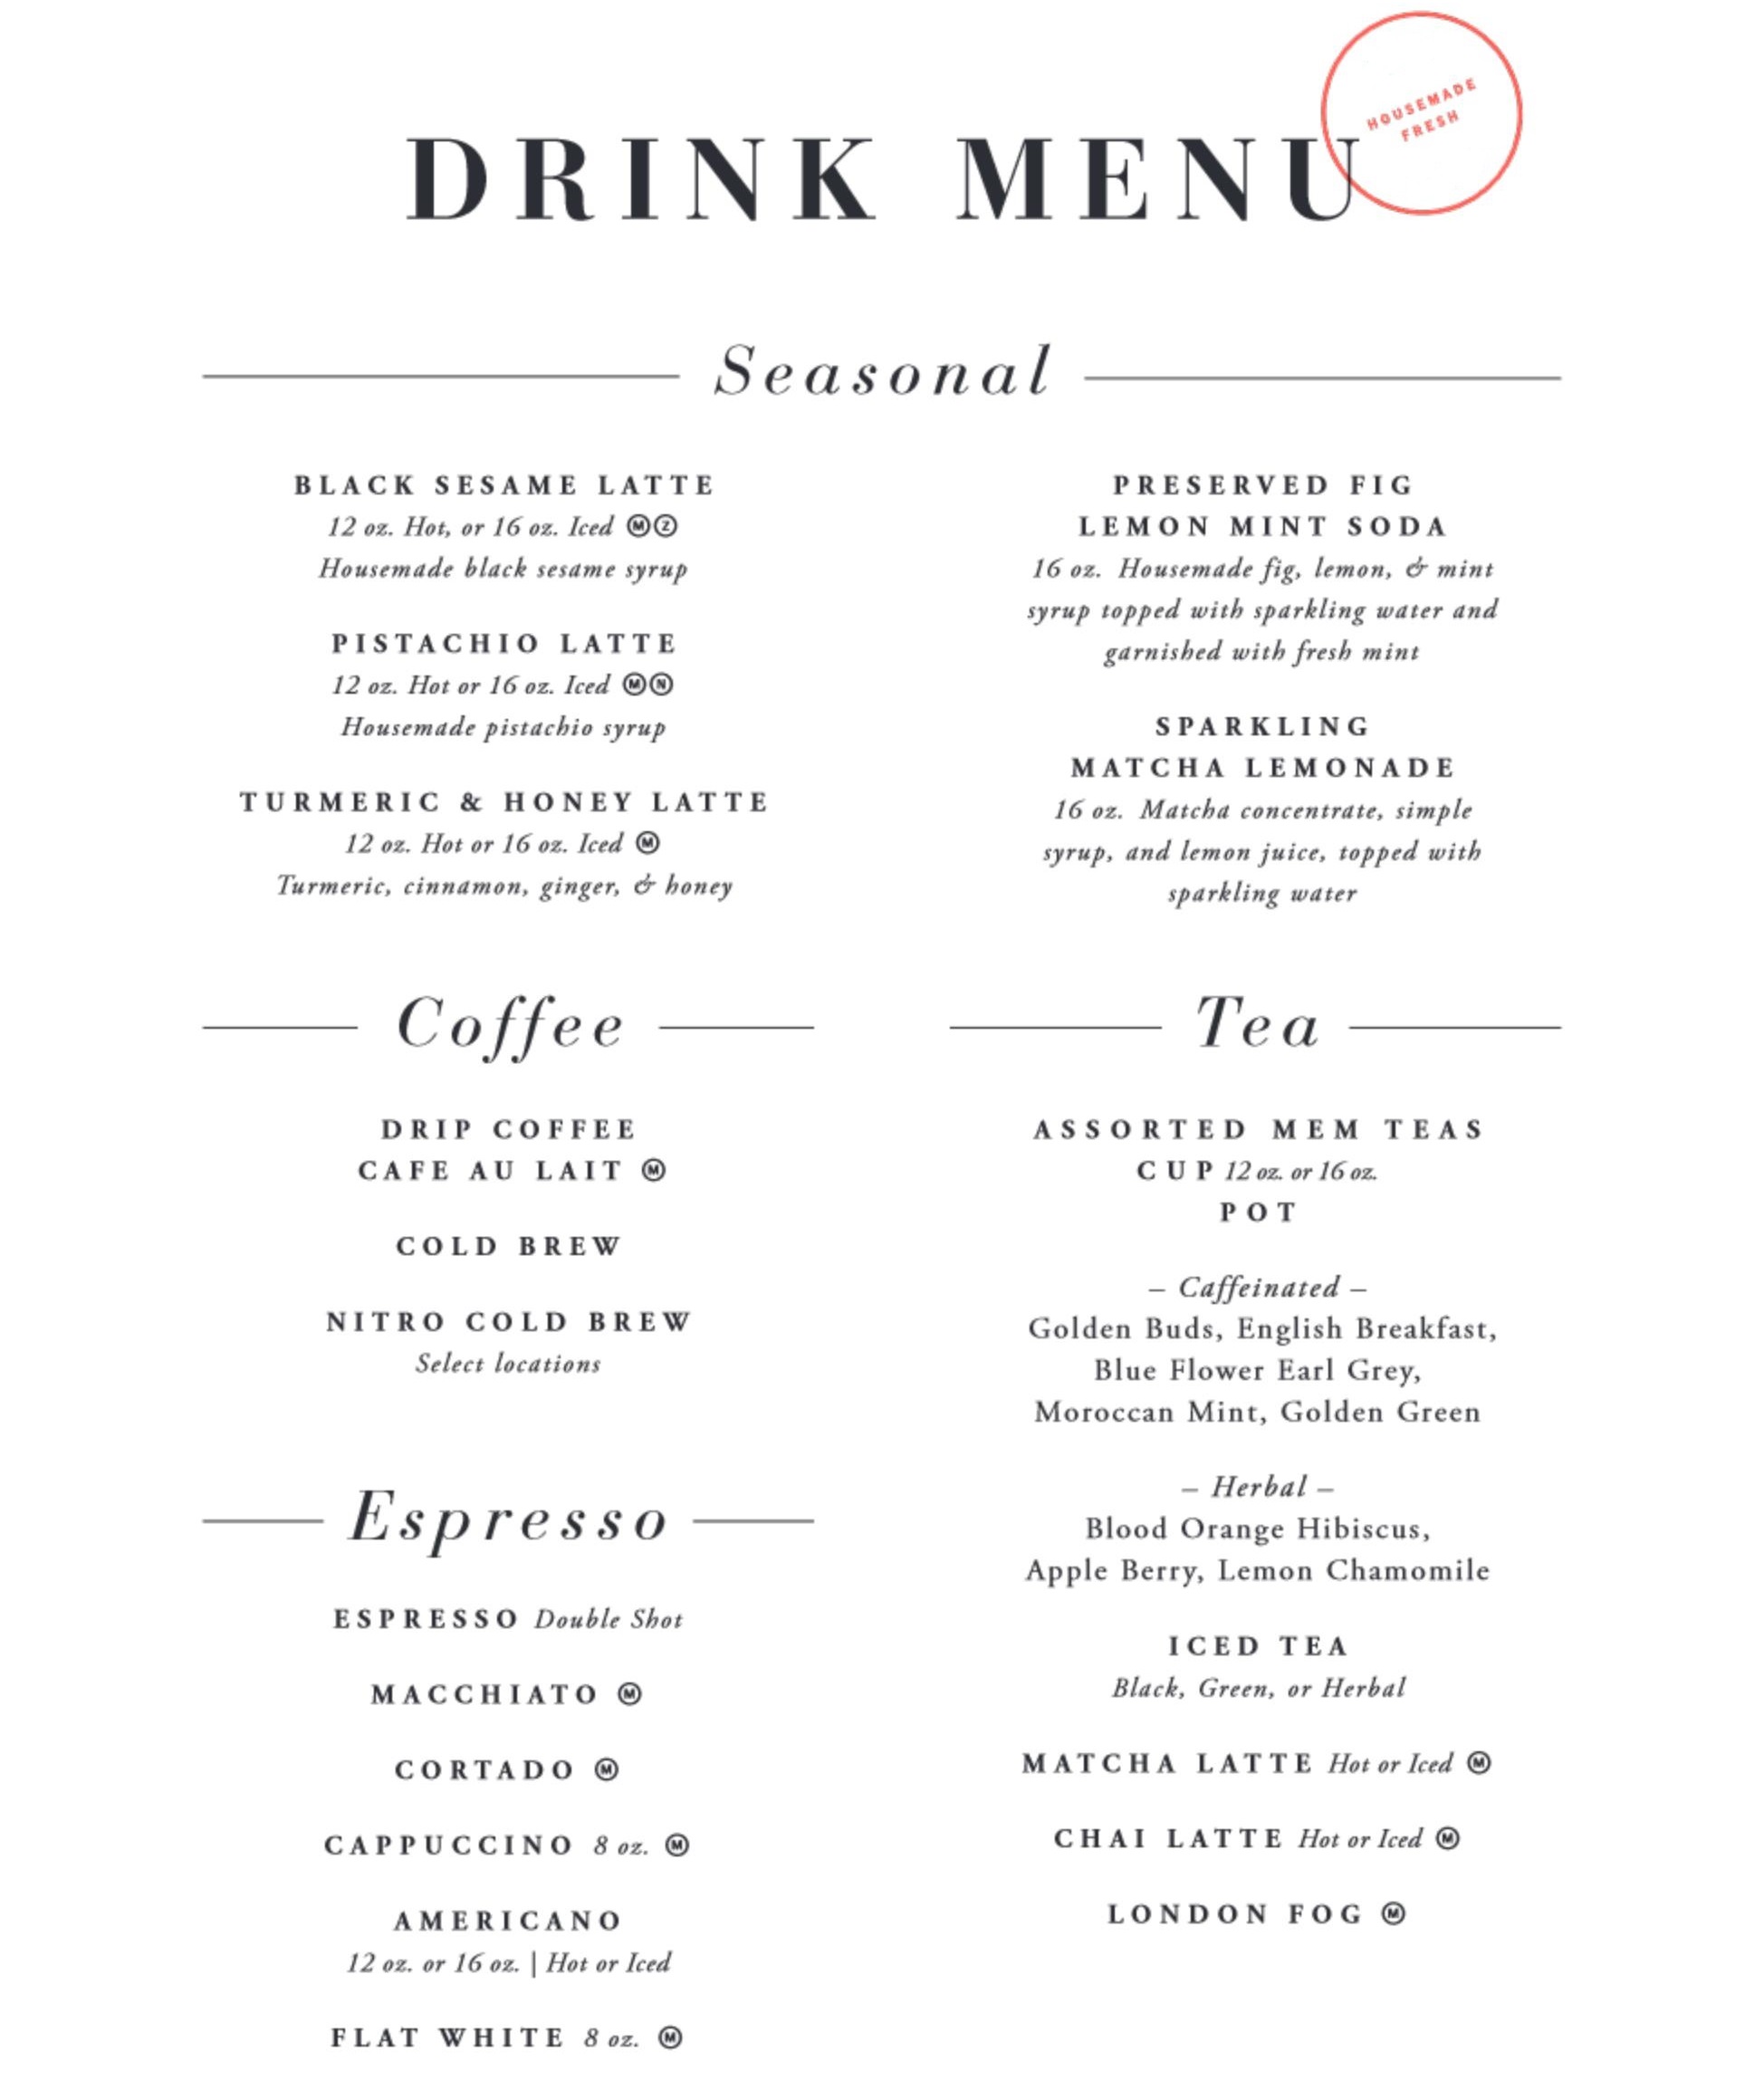 HOUSEMADE
FRESH
DRINK MENU
Seasonal
BLACK SESAME LATTE
12 oz. Hot, or 16 oz. Iced Ⓜ Ⓩ
Housemade black sesame syrup
PISTACHIO LATTE
12 oz. Hot or 16 oz. Iced Ⓜ Ⓝ
Housemade pistachio syrup
TURMERIC & HONEY LATTE
12 oz. Hot or 16 oz. Iced Ⓜ
Turmeric, cinnamon, ginger, & honey
PRESERVED FIG
LEMON MINT SODA
16 oz. Housemade fig, lemon, & mint
syrup topped with sparkling water and
garnished with fresh mint
SPARKLING
MATCHA LEMONADE
16 oz. Matcha concentrate, simple
syrup, and lemon juice, topped with
sparkling water
Coffee
DRIP COFFEE
CAFE AU LAIT Ⓜ
COLD BREW
NITRO COLD BREW
Select locations
Espresso
ESPRESSO Double Shot
MACCHIATO Ⓜ
CORTADO Ⓜ
CAPPUCCINO 8 oz. Ⓜ
AMERICANO
12 oz. or 16 oz. | Hot or Iced
FLAT WHITE 8 oz. Ⓜ
Tea
ASSORTED MEM TEAS
CUP 12 oz. or 16 oz.
POT
– Caffeinated –
Golden Buds, English Breakfast,
Blue Flower Earl Grey,
Moroccan Mint, Golden Green
– Herbal –
Blood Orange Hibiscus,
Apple Berry, Lemon Chamomile
ICED TEA
Black, Green, or Herbal
MATCHA LATTE Hot or Iced Ⓜ
CHAI LATTE Hot or Iced Ⓜ
LONDON FOG Ⓜ